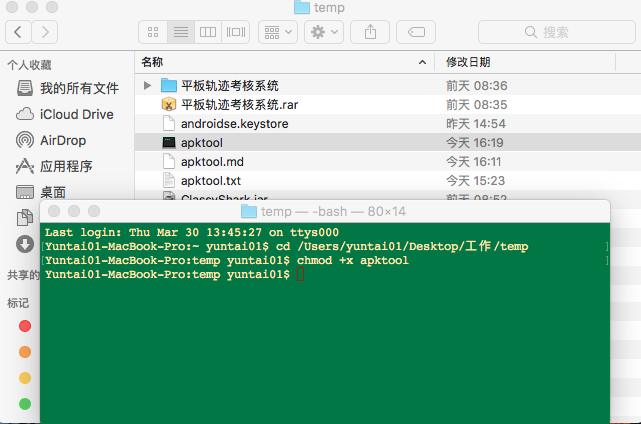 temp
搜索
个人收藏
我的所有文件
iCloud Drive
AirDrop
应用程序
桌面
共享的
标记
名称 修改日期
平板轨迹考核系统 前天 08:36
平板轨迹考核系统.rar 前天 08:35
androidse.keystore 昨天 14:54
apktool 今天 16:19
apktool.md 今天 16:11
apktool.txt 今天 15:23
ClassyShark.jar 前天 08:52
temp — -bash — 80×14
Last login: Thu Mar 30 13:45:27 on ttys000
[Yuntai01-MacBook-Pro:~ yuntai01$ cd /Users/yuntai01/Desktop/工作/temp ]
[Yuntai01-MacBook-Pro:temp yuntai01$ chmod +x apktool ]
Yuntai01-MacBook-Pro:temp yuntai01$